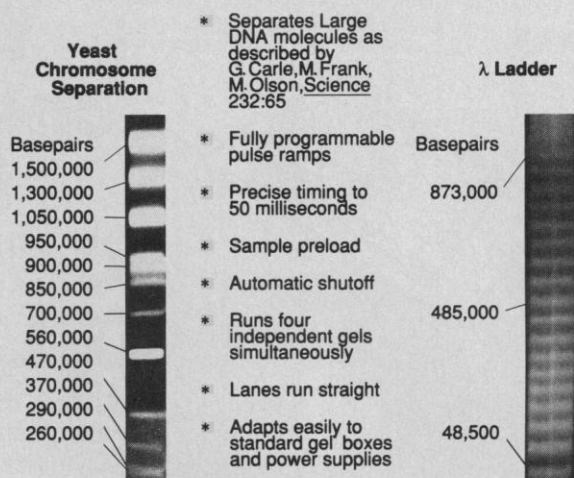 Yeast
Chromosome
Separation
Basepairs
1,500,000
1,300,000
1,050,000
950,000
900,000
850,000
700,000
560,000
470,000
370,000
290,000
260,000
* Separates Large
DNA molecules as
described by
G. Carle, M. Frank,
M. Olson, Science
232:65
* Fully programmable
pulse ramps
* Precise timing to
50 milliseconds
* Sample preload
* Automatic shutoff
* Runs four
independent gels
simultaneously
* Lanes run straight
* Adapts easily to
standard gel boxes
and power supplies
λ Ladder
Basepairs
873,000
485,000
48,500